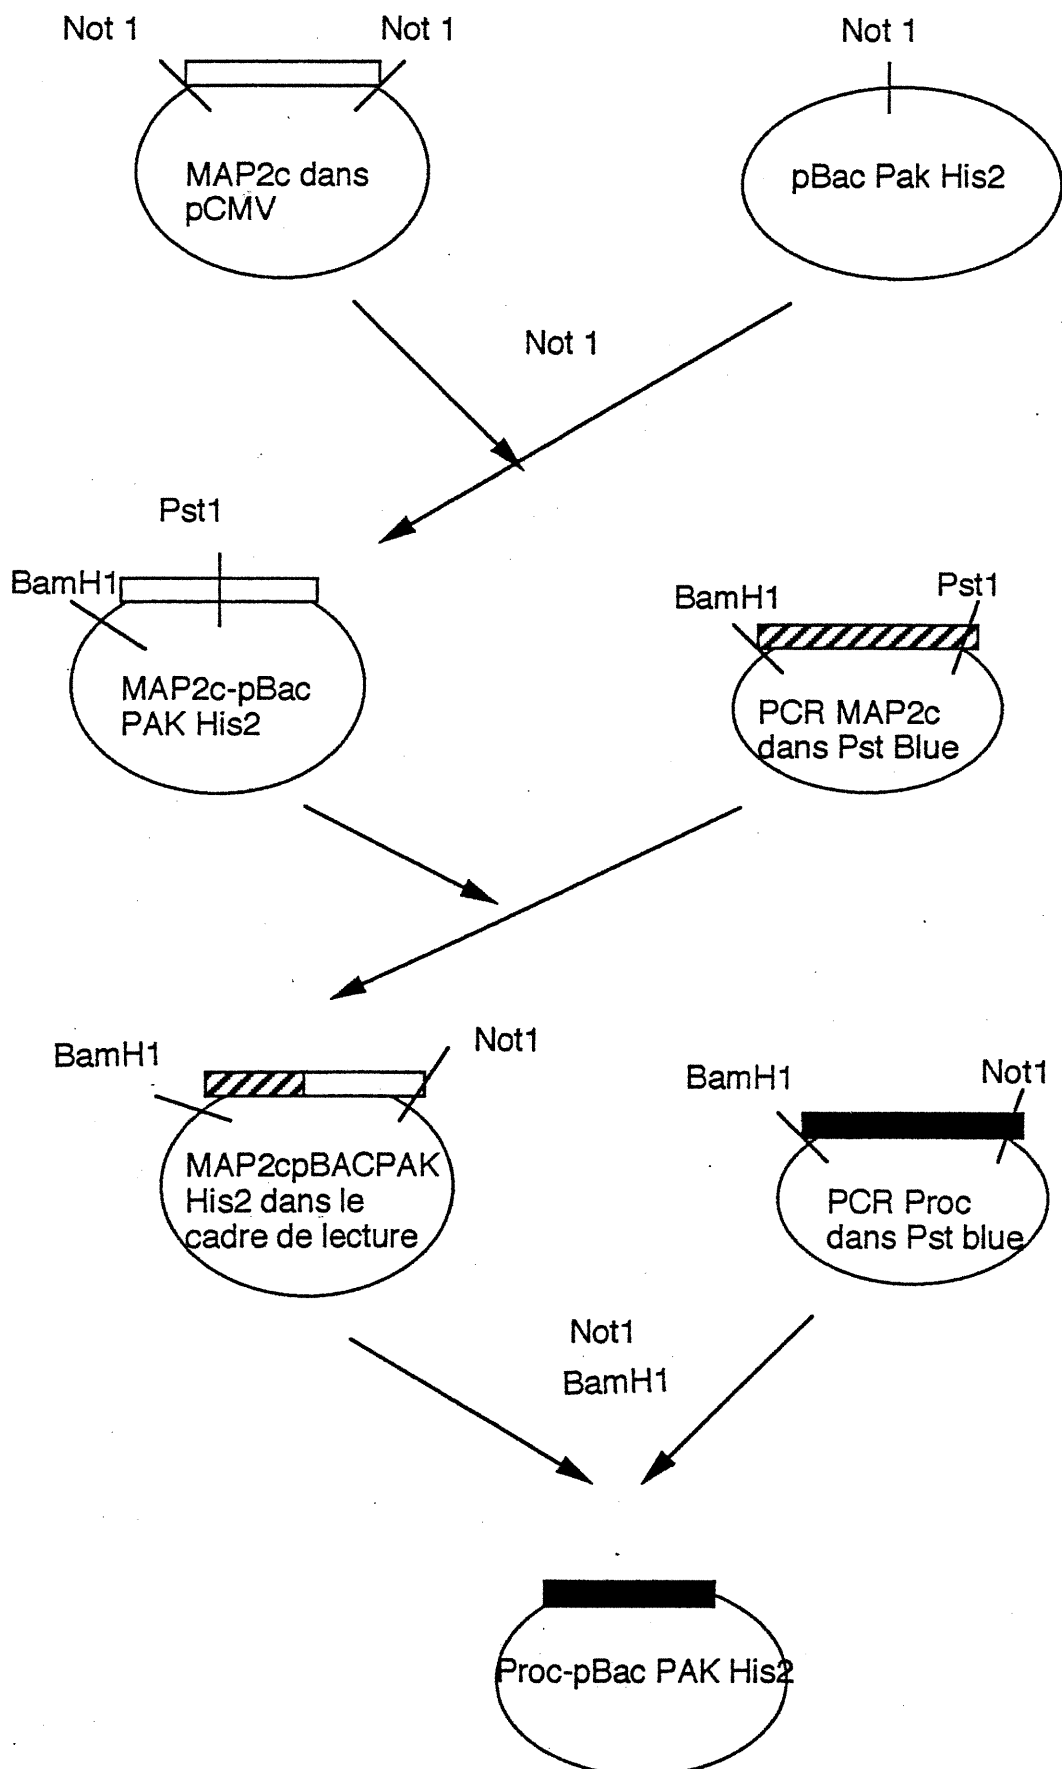 Not 1
Not 1
Not 1
MAP2c dans
pCMV
pBac Pak His2
Not 1
Pst1
BamH1
MAP2c-pBac
PAK His2
BamH1
Pst1
PCR MAP2c
dans Pst Blue
BamH1
Not1
MAP2cpBACPAK
His2 dans le
cadre de lecture
BamH1
Not1
PCR Proc
dans Pst blue
Not1
BamH1
Proc-pBac PAK His2